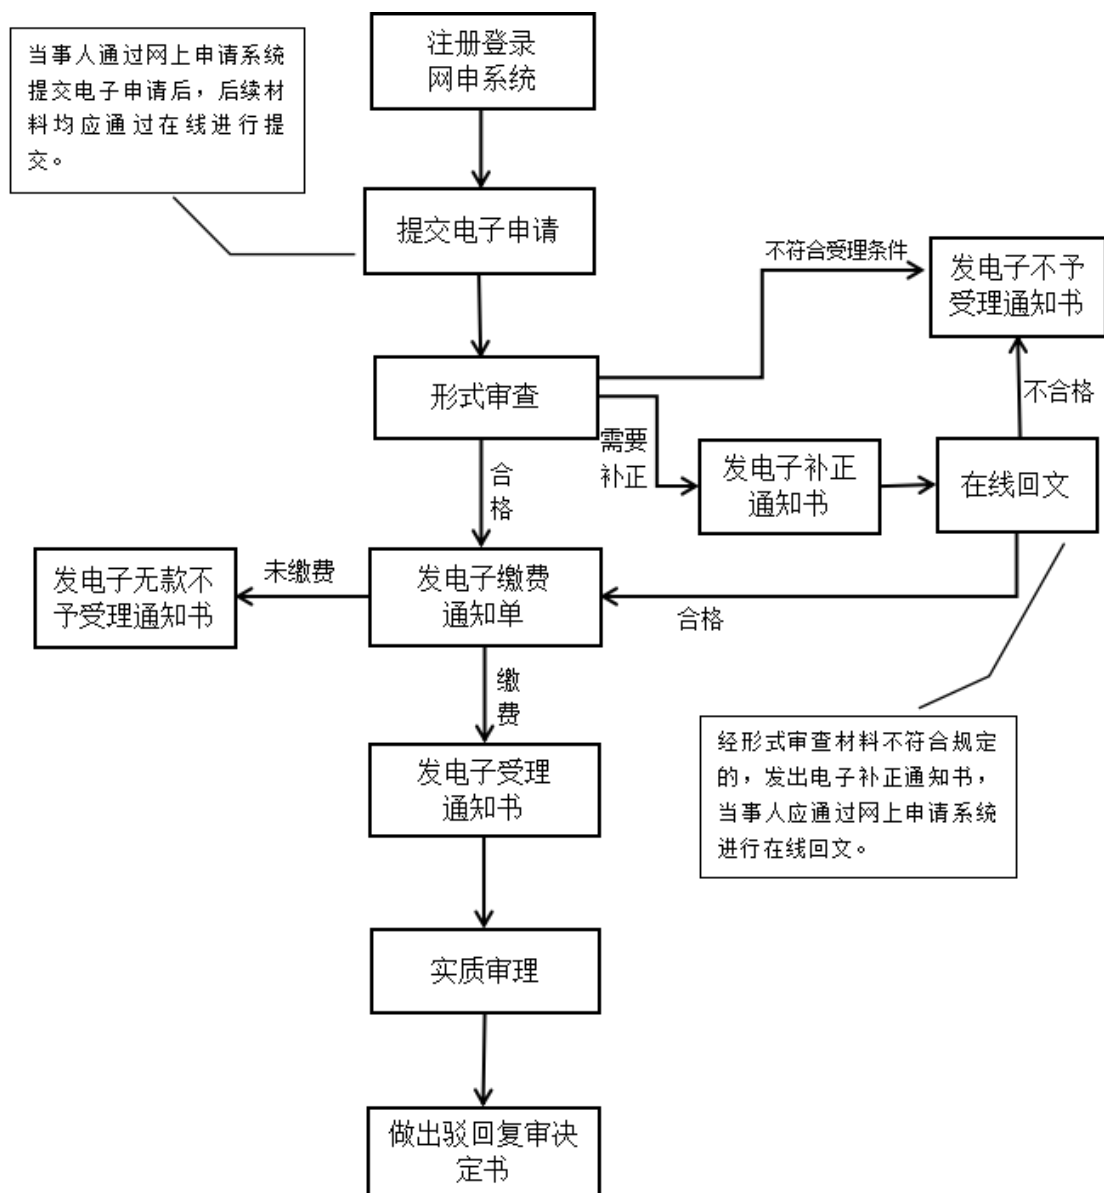 注册登录
网申系统
当事人通过网上申请系统
提交电子申请后，后续材
料均应通过在线进行提
交。
提交电子申请
不符合受理条件
发电子不予
受理通知书
形式审查
不合格
需要
补正
发电子补正
通知书
在线回文
合
格
未缴费
发电子无款不
予受理通知书
发电子缴费
通知单
合格
缴
费
经形式审查材料不符合规定
的，发出电子补正通知书，
当事人应通过网上申请系统
进行在线回文。
发电子受理
通知书
实质审理
做出驳回复审决
定书